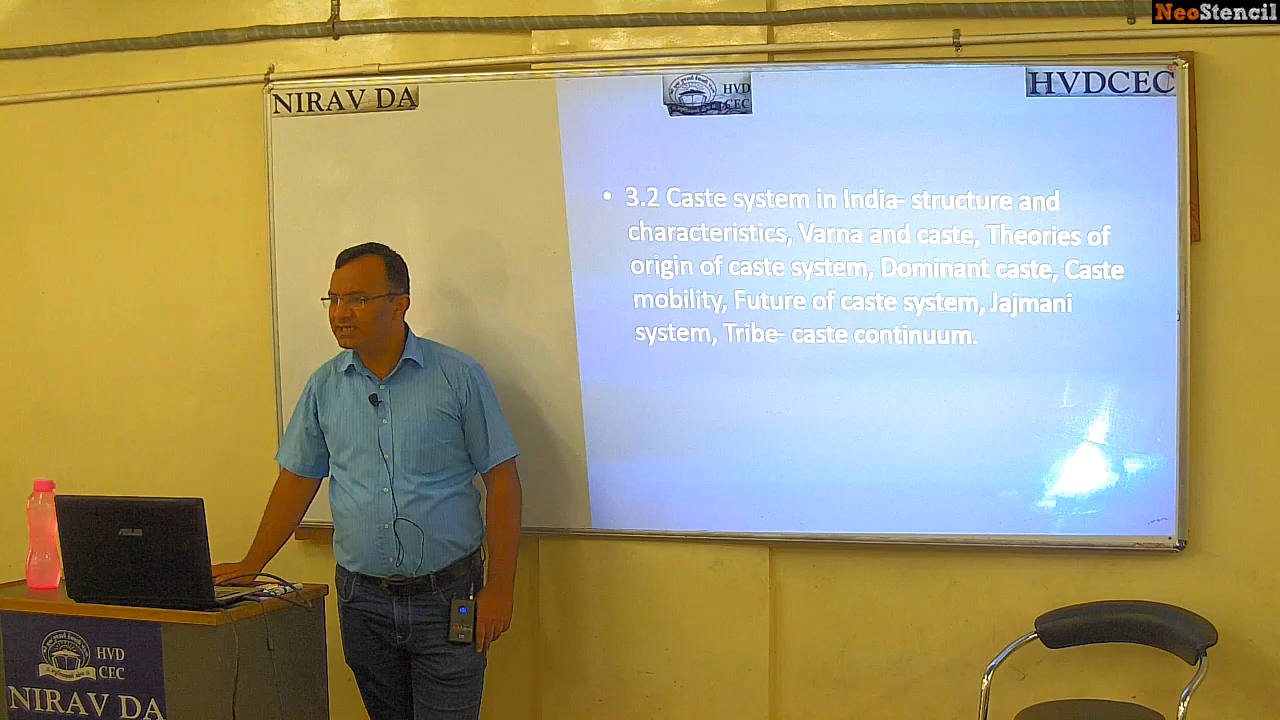 NeoStencil
NIRAV DA
HVD
CEC
HVDCEC
• 3.2 Caste system in India- structure and
characteristics, Varna and caste, Theories of
origin of caste system, Dominant caste, Caste
mobility, Future of caste system, Jajmani
system, Tribe- caste continuum.
ASUS
HVD
CEC
NIRAV DA